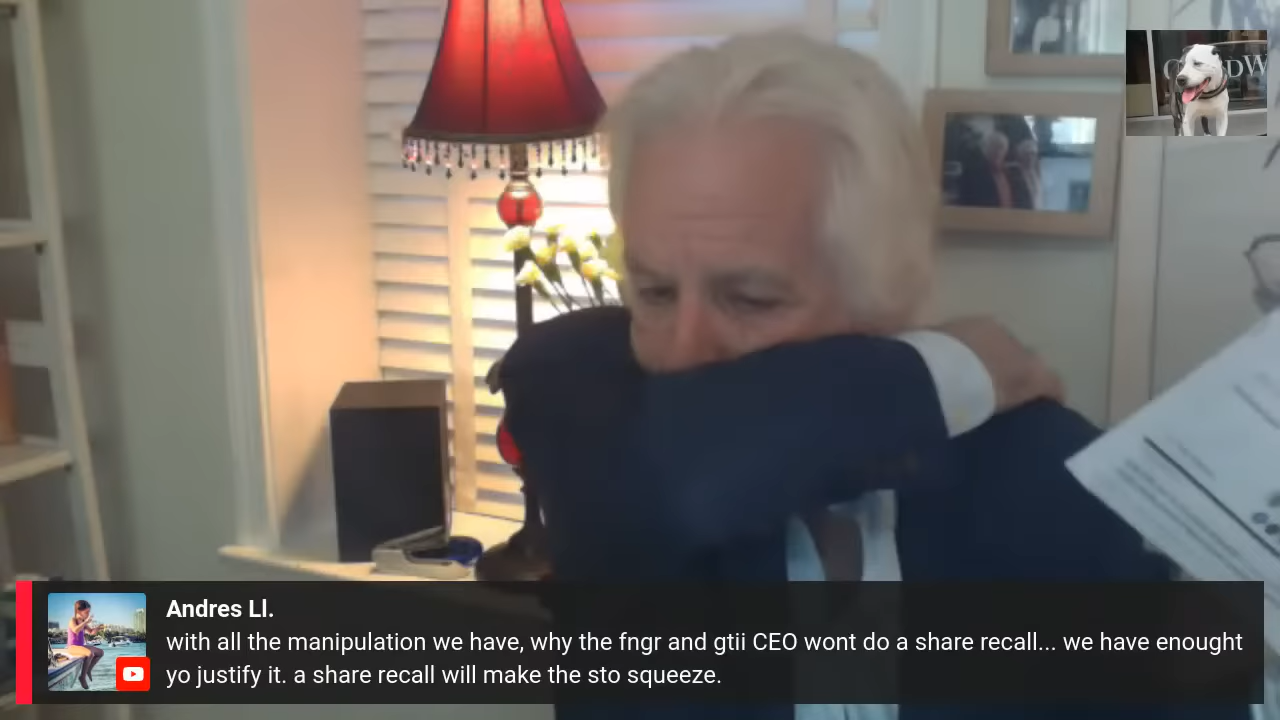 Andres Ll.
with all the manipulation we have, why the fngr and gtii CEO wont do a share recall... we have enought
yo justify it. a share recall will make the sto squeeze.